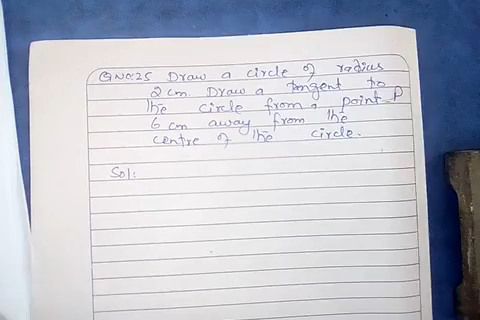 Q NO:25 Draw a circle of radius
2 cm Draw a tangent to
the circle from a point P
6 cm away from the
centre of the circle.
Sol: